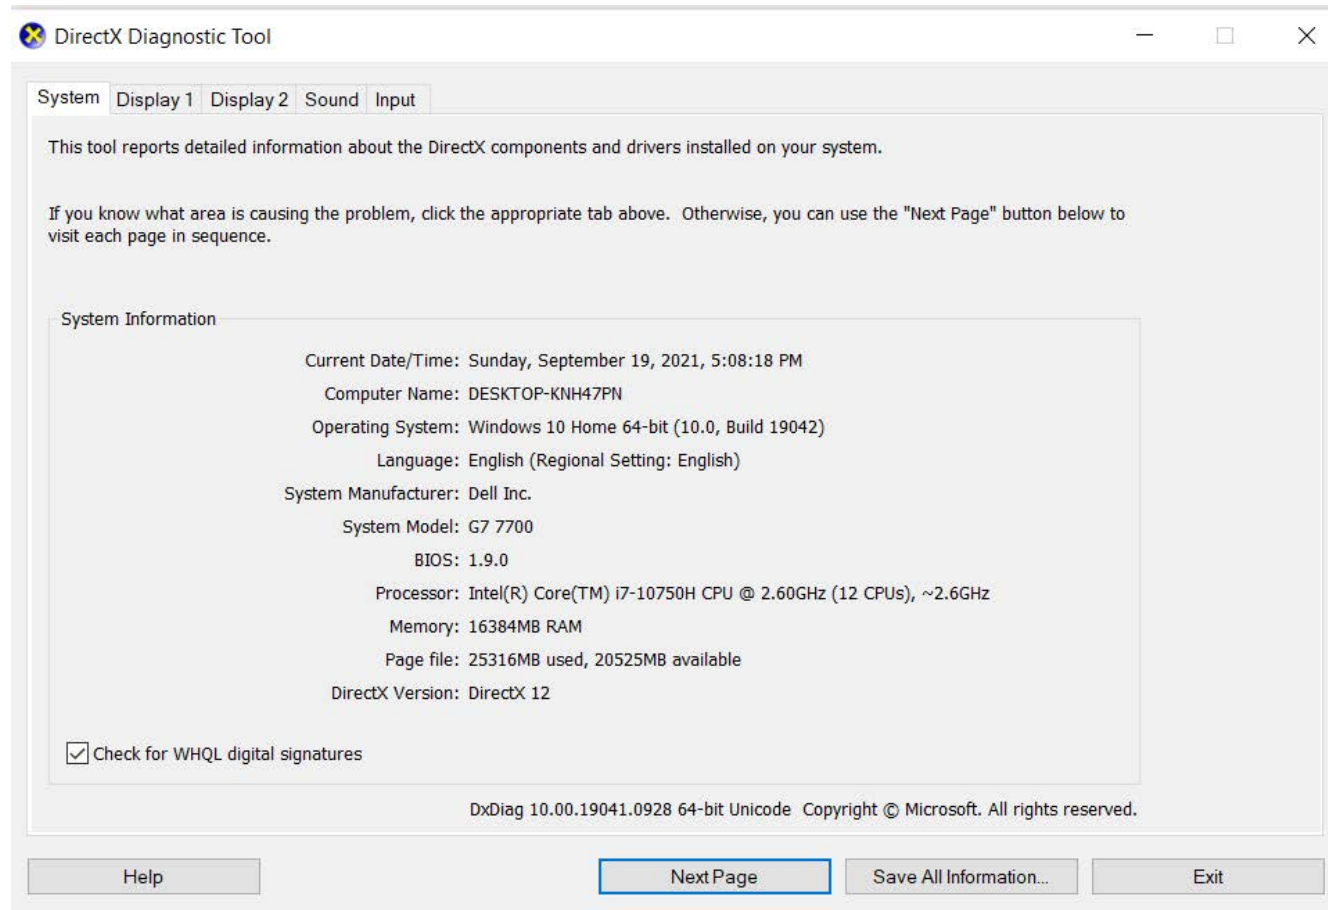 DirectX Diagnostic Tool
System Display 1 Display 2 Sound Input
This tool reports detailed information about the DirectX components and drivers installed on your system.
If you know what area is causing the problem, click the appropriate tab above.  Otherwise, you can use the "Next Page" button below to
visit each page in sequence.
System Information
Current Date/Time: Sunday, September 19, 2021, 5:08:18 PM
Computer Name: DESKTOP-KNH47PN
Operating System: Windows 10 Home 64-bit (10.0, Build 19042)
Language: English (Regional Setting: English)
System Manufacturer: Dell Inc.
System Model: G7 7700
BIOS: 1.9.0
Processor: Intel(R) Core(TM) i7-10750H CPU @ 2.60GHz (12 CPUs), ~2.6GHz
Memory: 16384MB RAM
Page file: 25316MB used, 20525MB available
DirectX Version: DirectX 12
Check for WHQL digital signatures
DxDiag 10.00.19041.0928 64-bit Unicode  Copyright © Microsoft. All rights reserved.
Help Next Page Save All Information... Exit